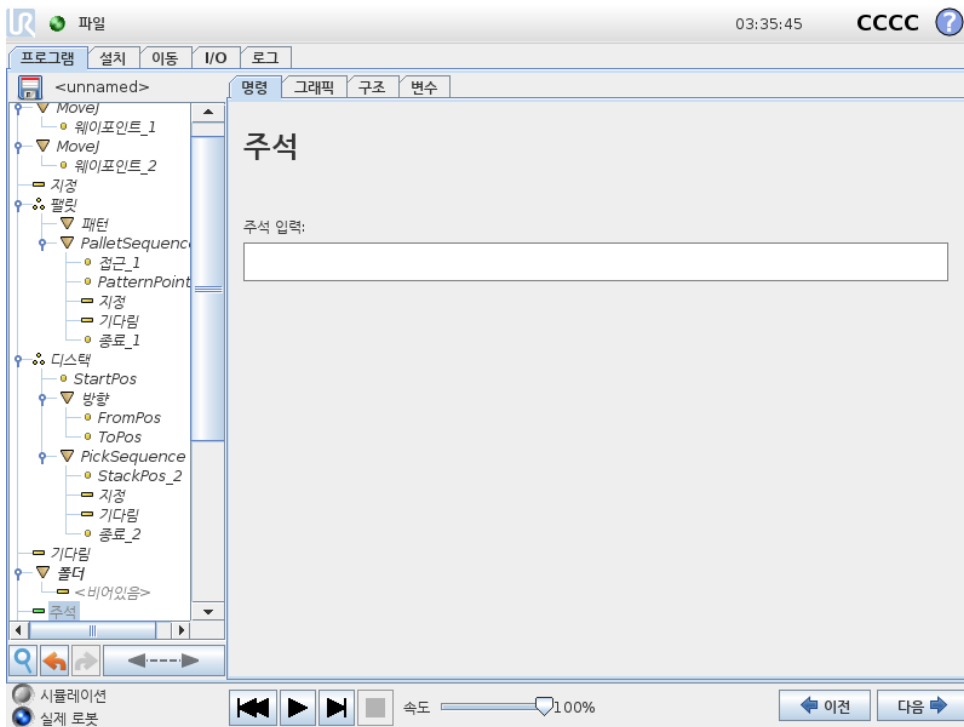 UR 파일 03:35:45 CCCC ?
프로그램 설치 이동 I/O 로그
<unnamed>
명령 그래픽 구조 변수
MoveJ
웨이포인트_1
MoveJ
웨이포인트_2
지정
팰릿
패턴
PalletSequenc
접근_1
PatternPoint
지정
기다림
종료_1
디스택
StartPos
방향
FromPos
ToPos
PickSequence
StackPos_2
지정
기다림
종료_2
기다림
폴더
<비어있음>
주석
주석
주석 입력:
시뮬레이션
실제 로봇
속도 100%
이전 다음